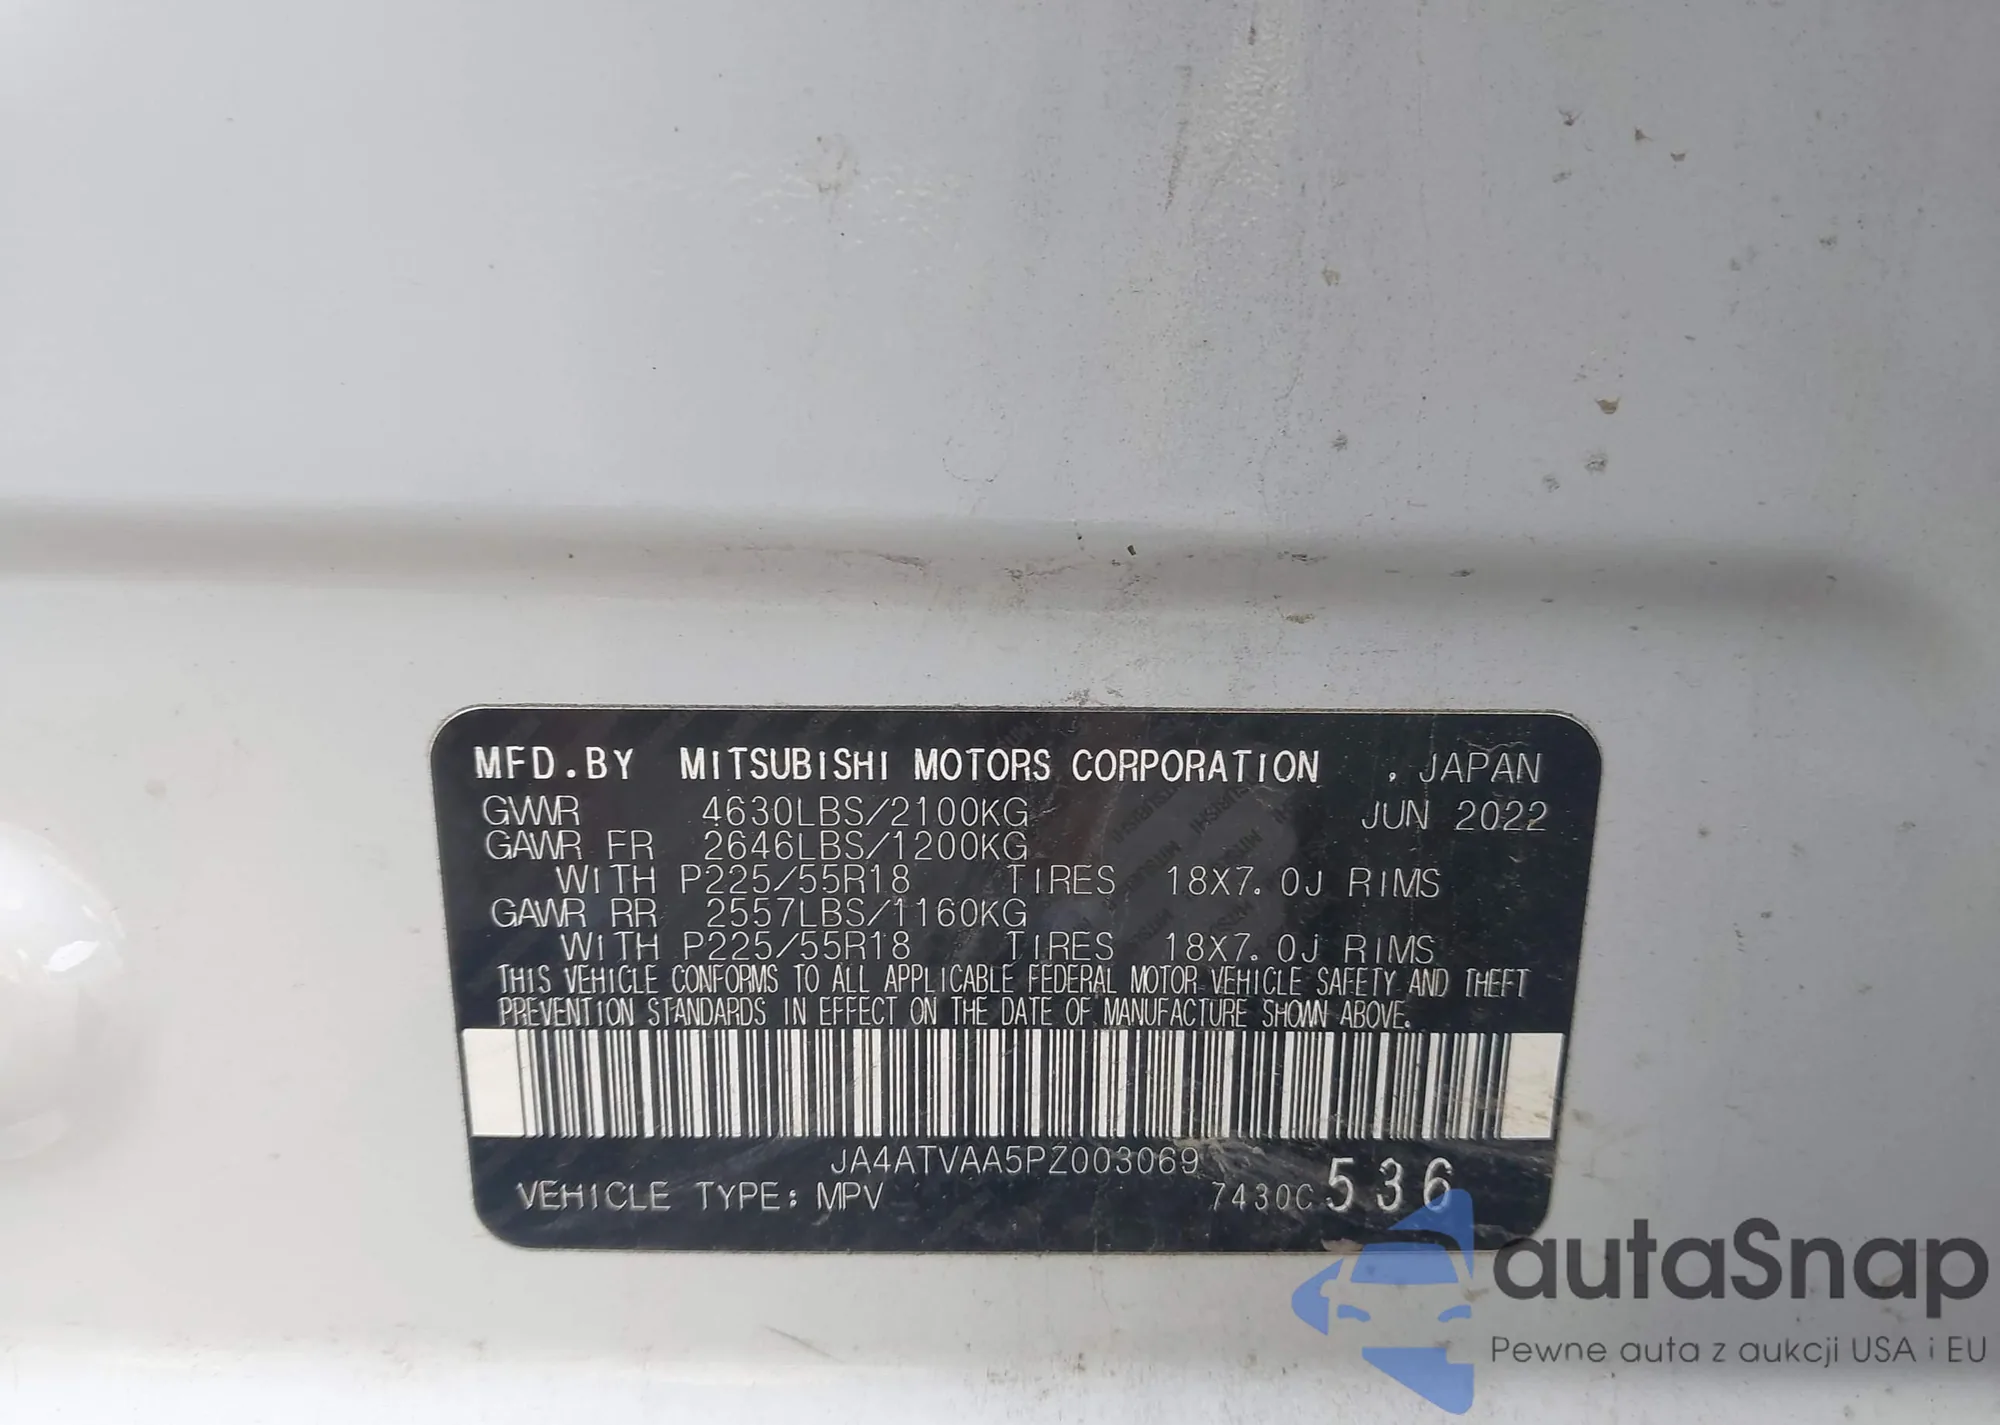 MFD.BY MITSUBISHI MOTORS CORPORATION , JAPAN
GVWR 4630LBS/2100KG JUN 2022
GAWR FR 2646LBS/1200KG
WITH P225/55R18 TIRES 18X7.0J RIMS
GAWR RR 2557LBS/1160KG
WITH P225/55R18 TIRES 18X7.0J RIMS
THIS VEHICLE CONFORMS TO ALL APPLICABLE FEDERAL MOTOR VEHICLE SAFETY AND THEFT
PREVENTION STANDARDS IN EFFECT ON THE DATE OF MANUFACTURE SHOWN ABOVE.
JA4ATVAA5PZ003069
VEHICLE TYPE: MPV 7430C 536
autaSnap
Pewne auta z aukcji USA i EU